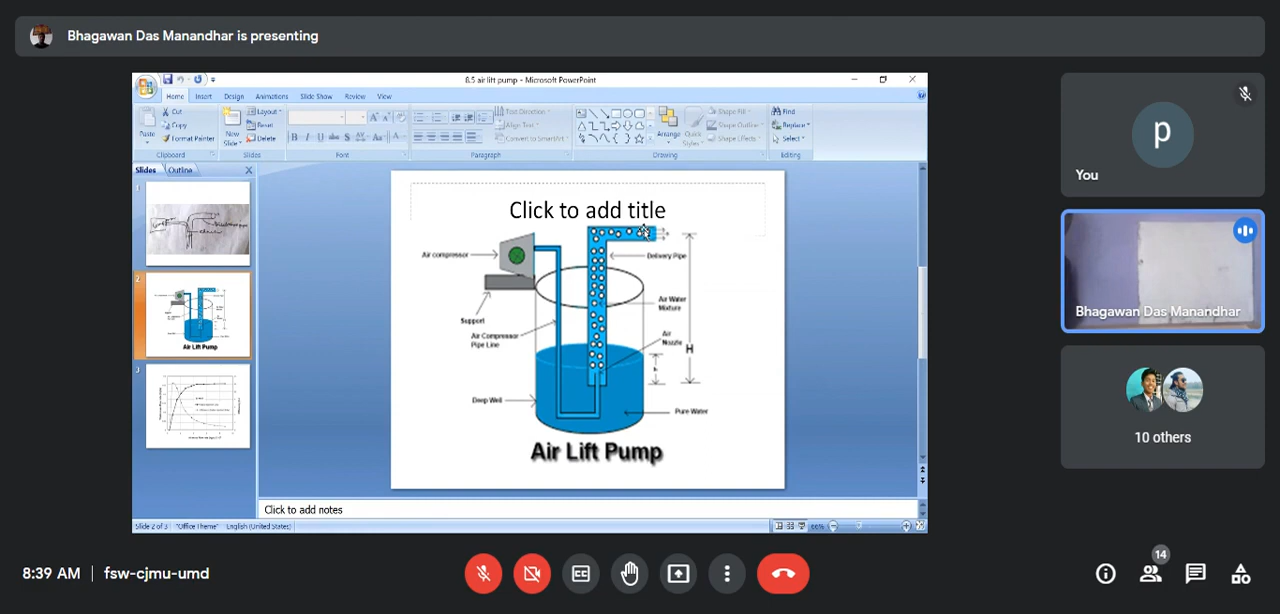 Bhagawan Das Manandhar is presenting
8.5 air lift pump - Microsoft PowerPoint
Home Insert Design Animations Slide Show Review View
Paste
Cut
Copy
Format Painter
Clipboard
New
Slide
Layout
Reset
Delete
Slides
Font
Text Direction
Align Text
Convert to SmartArt
Paragraph
Arrange
Quick
Styles
Shape Fill
Shape Outline
Shape Effects
Drawing
Find
Replace
Select
Editing
Slides Outline
1
2
Air Lift Pump
3
Click to add title
Air compressor
Delivery Pipe
Support
Air Water
Mixture
Air Compressor
Pipe Line
Air
Nozzle
H
Deep Well
Pure Water
Air Lift Pump
Click to add notes
Slide 2 of 3 "Office Theme" English (United States)
66%
p
You
Bhagawan Das Manandhar
10 others
8:39 AM | fsw-cjmu-umd
14